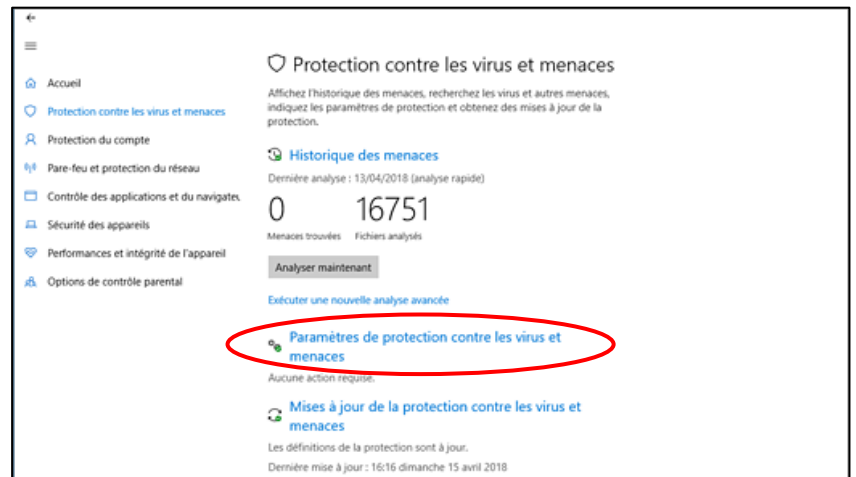 Accueil
Protection contre les virus et menaces
Protection du compte
Pare-feu et protection du réseau
Contrôle des applications et du navigateu
Sécurité des appareils
Performances et intégrité de l'appareil
Options de contrôle parental
Protection contre les virus et menaces
Affichez l'historique des menaces, recherchez les virus et autres menaces,
indiquez les paramètres de protection et obtenez des mises à jour de la
protection.
Historique des menaces
Dernière analyse : 13/04/2018 (analyse rapide)
0 16751
Menaces trouvées Fichiers analysés
Analyser maintenant
Exécuter une nouvelle analyse avancée
Paramètres de protection contre les virus et
menaces
Aucune action requise.
Mises à jour de la protection contre les virus et
menaces
Les définitions de la protection sont à jour.
Dernière mise à jour : 16:16 dimanche 15 avril 2018